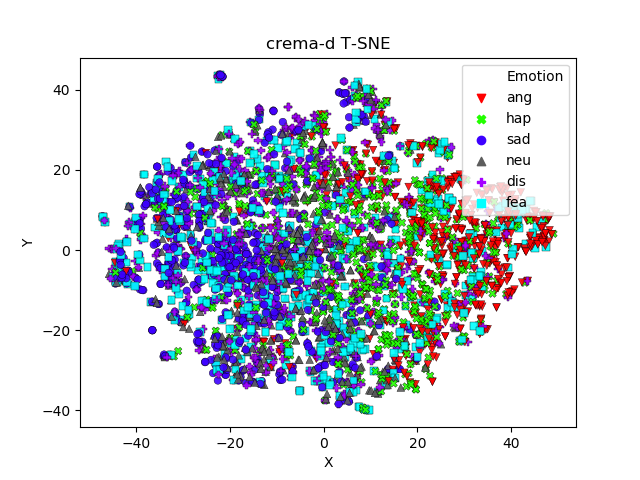 crema-d T-SNE
Emotion
ang
hap
sad
neu
dis
fea
Y
40
20
0
−20
−40
−40
−20
0
20
40
X